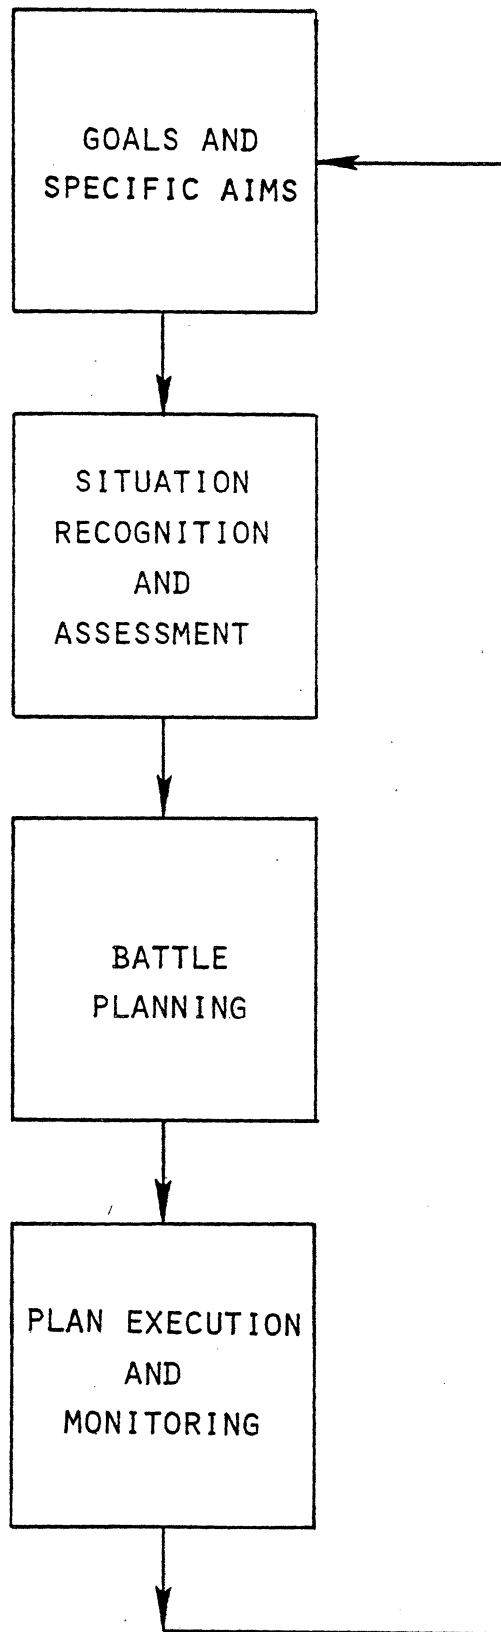 GOALS AND
SPECIFIC AIMS
SITUATION
RECOGNITION
AND
ASSESSMENT
BATTLE
PLANNING
PLAN EXECUTION
AND
MONITORING